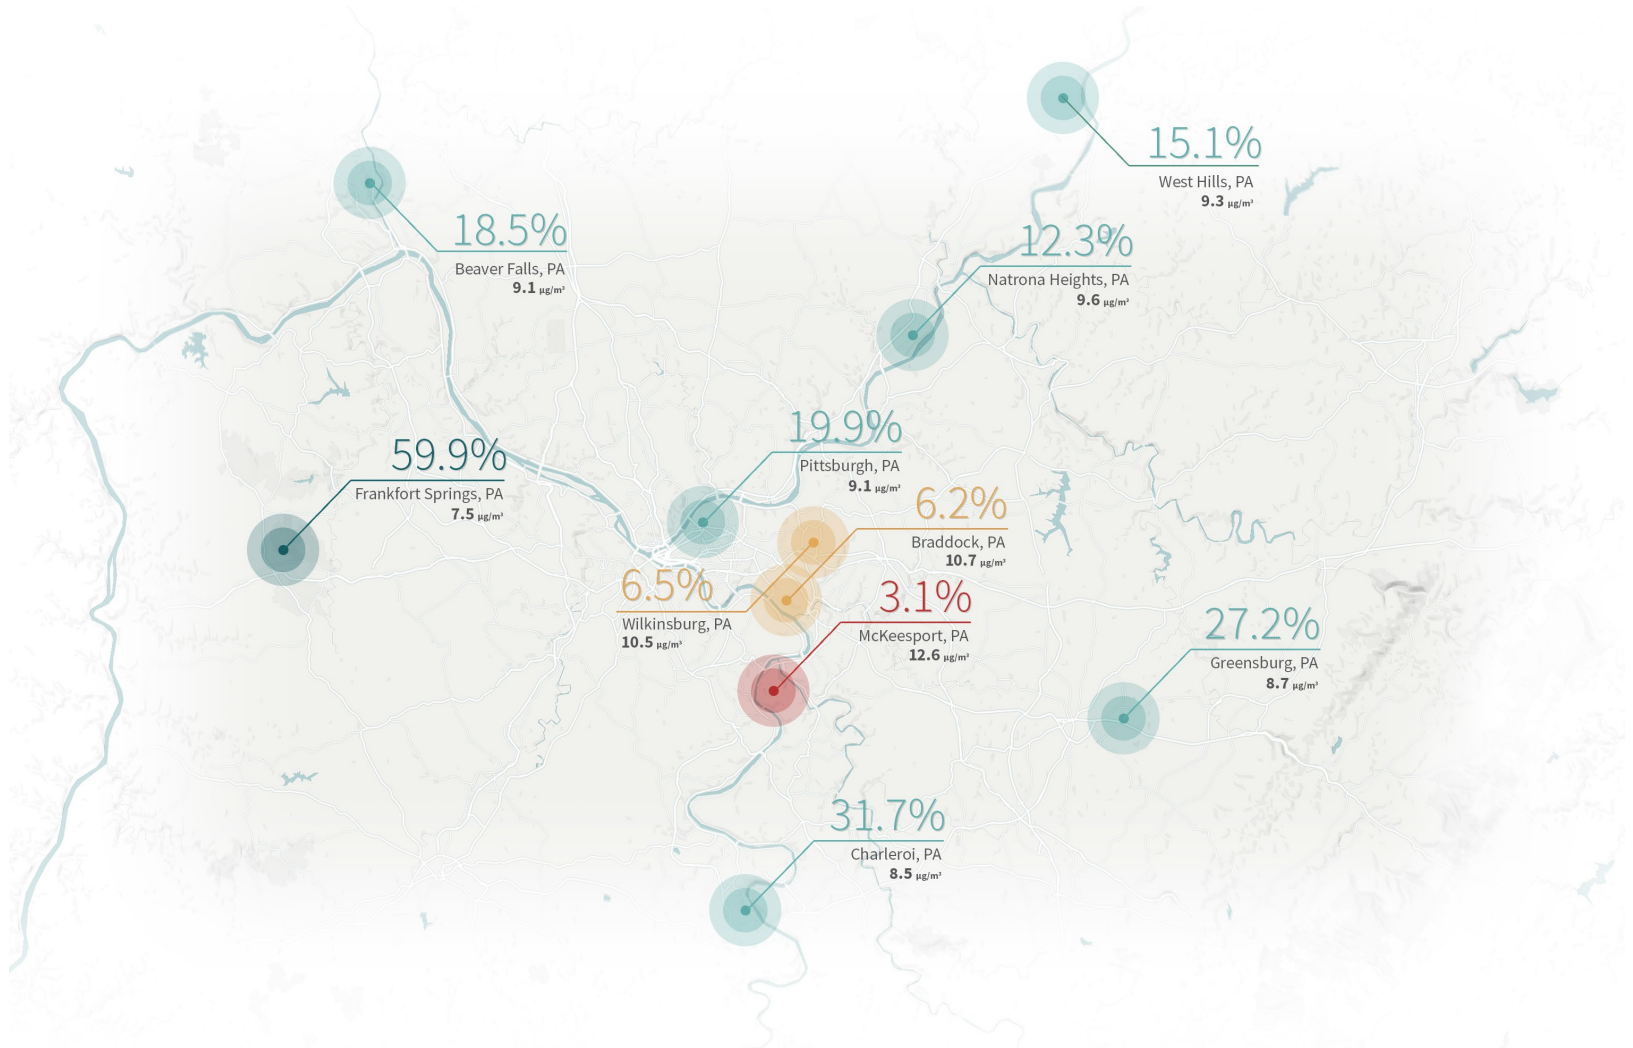 15.1%
West Hills, PA
9.3 µg/m³
18.5%
Beaver Falls, PA
9.1 µg/m³
12.3%
Natrona Heights, PA
9.6 µg/m³
59.9%
Frankfort Springs, PA
7.5 µg/m³
19.9%
Pittsburgh, PA
9.1 µg/m³
6.2%
Braddock, PA
10.7 µg/m³
6.5%
Wilkinsburg, PA
10.5 µg/m³
3.1%
McKeesport, PA
12.6 µg/m³
27.2%
Greensburg, PA
8.7 µg/m³
31.7%
Charleroi, PA
8.5 µg/m³